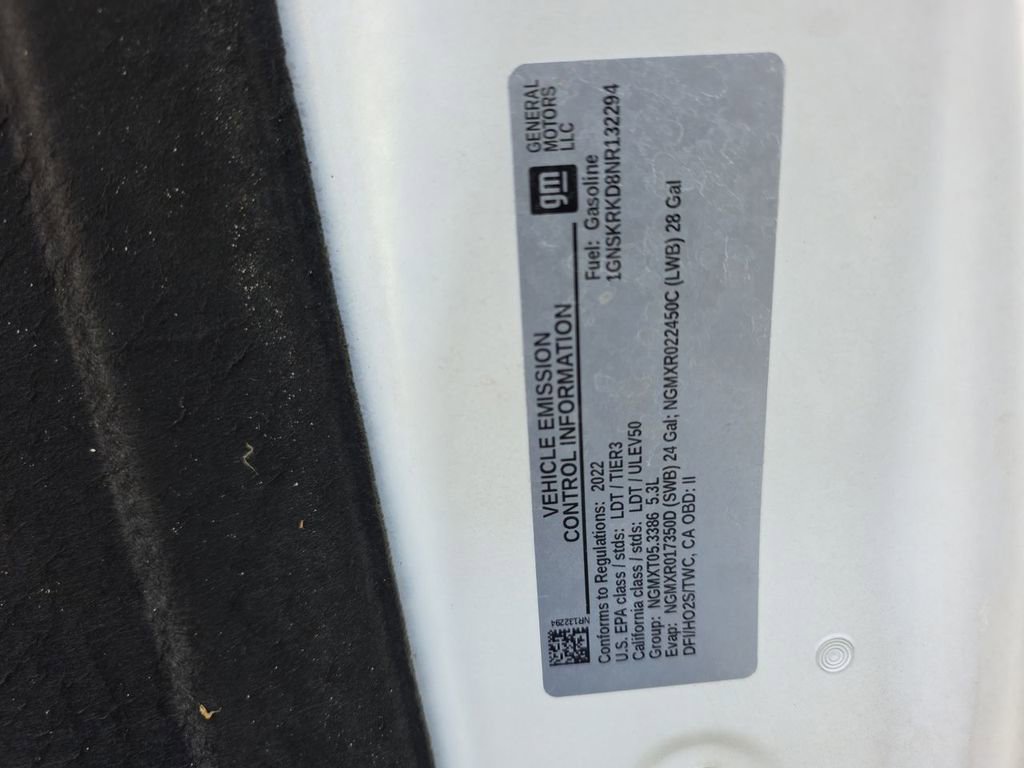 NR132294
VEHICLE EMISSION
CONTROL INFORMATION
gm
GENERAL
MOTORS
LLC
Conforms to Regulations: 2022
Fuel: Gasoline
U.S. EPA class / stds: LDT / TIER3
1GNSKRKD8NR132294
California class / stds: LDT / ULEV50
Group: NGMXT05.3386 5.3L
Evap: NGMXR017350D (SWB) 24 Gal; NGMXR022450C (LWB) 28 Gal
DFI/HO2S/TWC, CA OBD: II